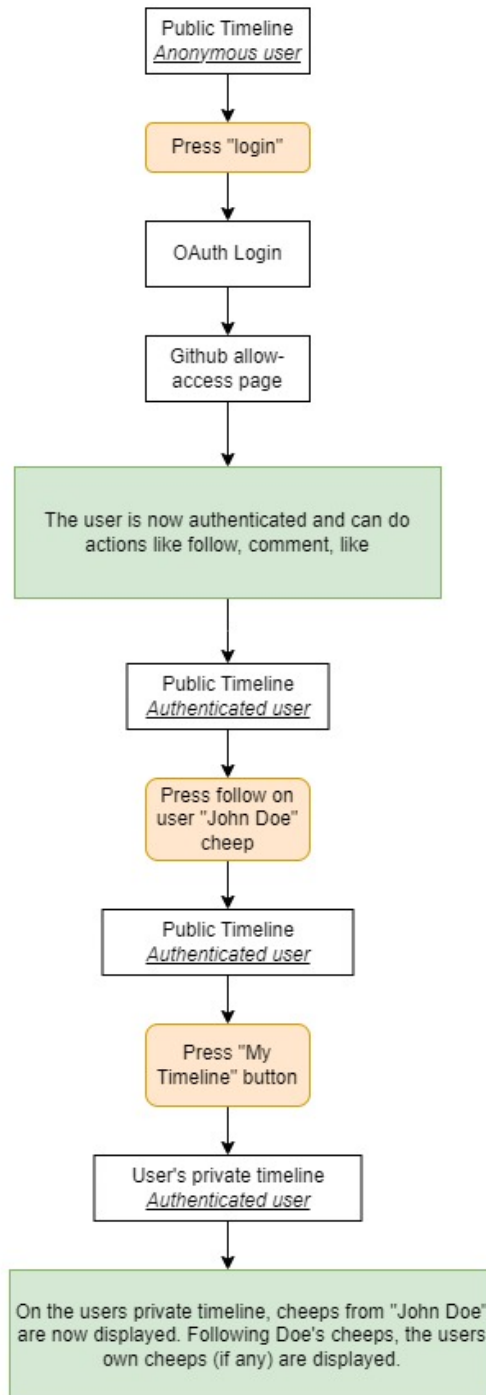 Public Timeline
Anonymous user
Press "login"
OAuth Login
Github allow-
access page
The user is now authenticated and can do
actions like follow, comment, like
Public Timeline
Authenticated user
Press follow on
user "John Doe"
cheep
Public Timeline
Authenticated user
Press "My
Timeline" button
User's private timeline
Authenticated user
On the users private timeline, cheeps from "John Doe"
are now displayed. Following Doe's cheeps, the users
own cheeps (if any) are displayed.